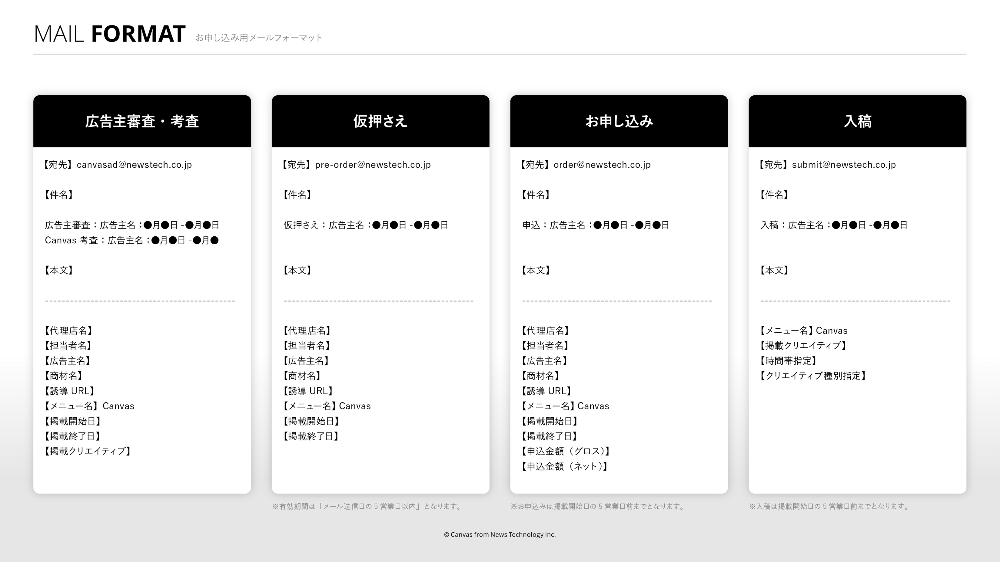 MAIL FORMAT お申し込み用メールフォーマット
広告主審査・考査
【宛先】canvasad@newstech.co.jp
【件名】
広告主審査：広告主名：●月●日 -●月●日
Canvas 考査：広告主名：●月●日 -●月●
【本文】
----------------------------------------------
【代理店名】
【担当者名】
【広告主名】
【商材名】
【誘導 URL】
【メニュー名】Canvas
【掲載開始日】
【掲載終了日】
【掲載クリエイティブ】
仮押さえ
【宛先】pre-order@newstech.co.jp
【件名】
仮押さえ：広告主名：●月●日 -●月●日
【本文】
----------------------------------------------
【代理店名】
【担当者名】
【広告主名】
【商材名】
【誘導 URL】
【メニュー名】Canvas
【掲載開始日】
【掲載終了日】
※有効期間は「メール送信日の 5 営業日以内」となります。
お申し込み
【宛先】order@newstech.co.jp
【件名】
申込：広告主名：●月●日 -●月●日
【本文】
----------------------------------------------
【代理店名】
【担当者名】
【広告主名】
【商材名】
【誘導 URL】
【メニュー名】Canvas
【掲載開始日】
【掲載終了日】
【申込金額（グロス）】
【申込金額（ネット）】
※お申込みは掲載開始日の 5 営業日前までとなります。
入稿
【宛先】submit@newstech.co.jp
【件名】
入稿：広告主名：●月●日 -●月●日
【本文】
----------------------------------------------
【メニュー名】Canvas
【掲載クリエイティブ】
【時間帯指定】
【クリエイティブ種別指定】
※入稿は掲載開始日の 5 営業日前までとなります。
© Canvas from News Technology Inc.